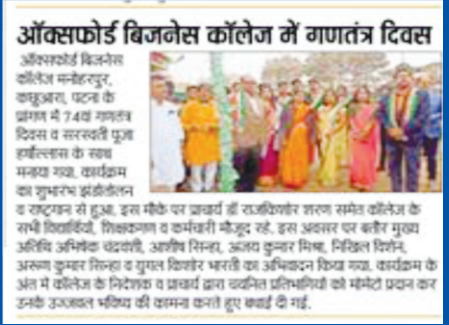 ऑक्सफोर्ड बिजनेस कॉलेज में गणतंत्र दिवस
ऑक्सफोर्ड बिजनेस
कॉलेज मनोहरपुर,
कछुआरा, पटना के
प्रांगण में 74वां गणतंत्र
दिवस व सरस्वती पूजा
हर्षोल्लास के साथ
मनाया गया. कार्यक्रम
का शुभारंभ झंडोतोलन
व राष्ट्रगान से हुआ. इस मौके पर प्राचार्य डॉ राजकिशोर शरण समेत कॉलेज के
सभी विद्यार्थियों, शिक्षकगण व कर्मचारी मौजूद रहे. इस अवसर पर बतौर मुख्य
अतिथि अभिषेक चंद्रवंशी, आशीष सिन्हा, अजय कुमार मिश्रा, निखिल
अरूण कुमार सिन्हा व युगल किशोर भारती का अभिवादन किया गया. कार्यक्रम के
अंत में कॉलेज के निदेशक व प्राचार्य द्वारा चयनित प्रतिभागियों को मोमेंटो प्रदान कर
उनके उज्जवल भविष्य की कामना करते हुए बधाई दी गई.